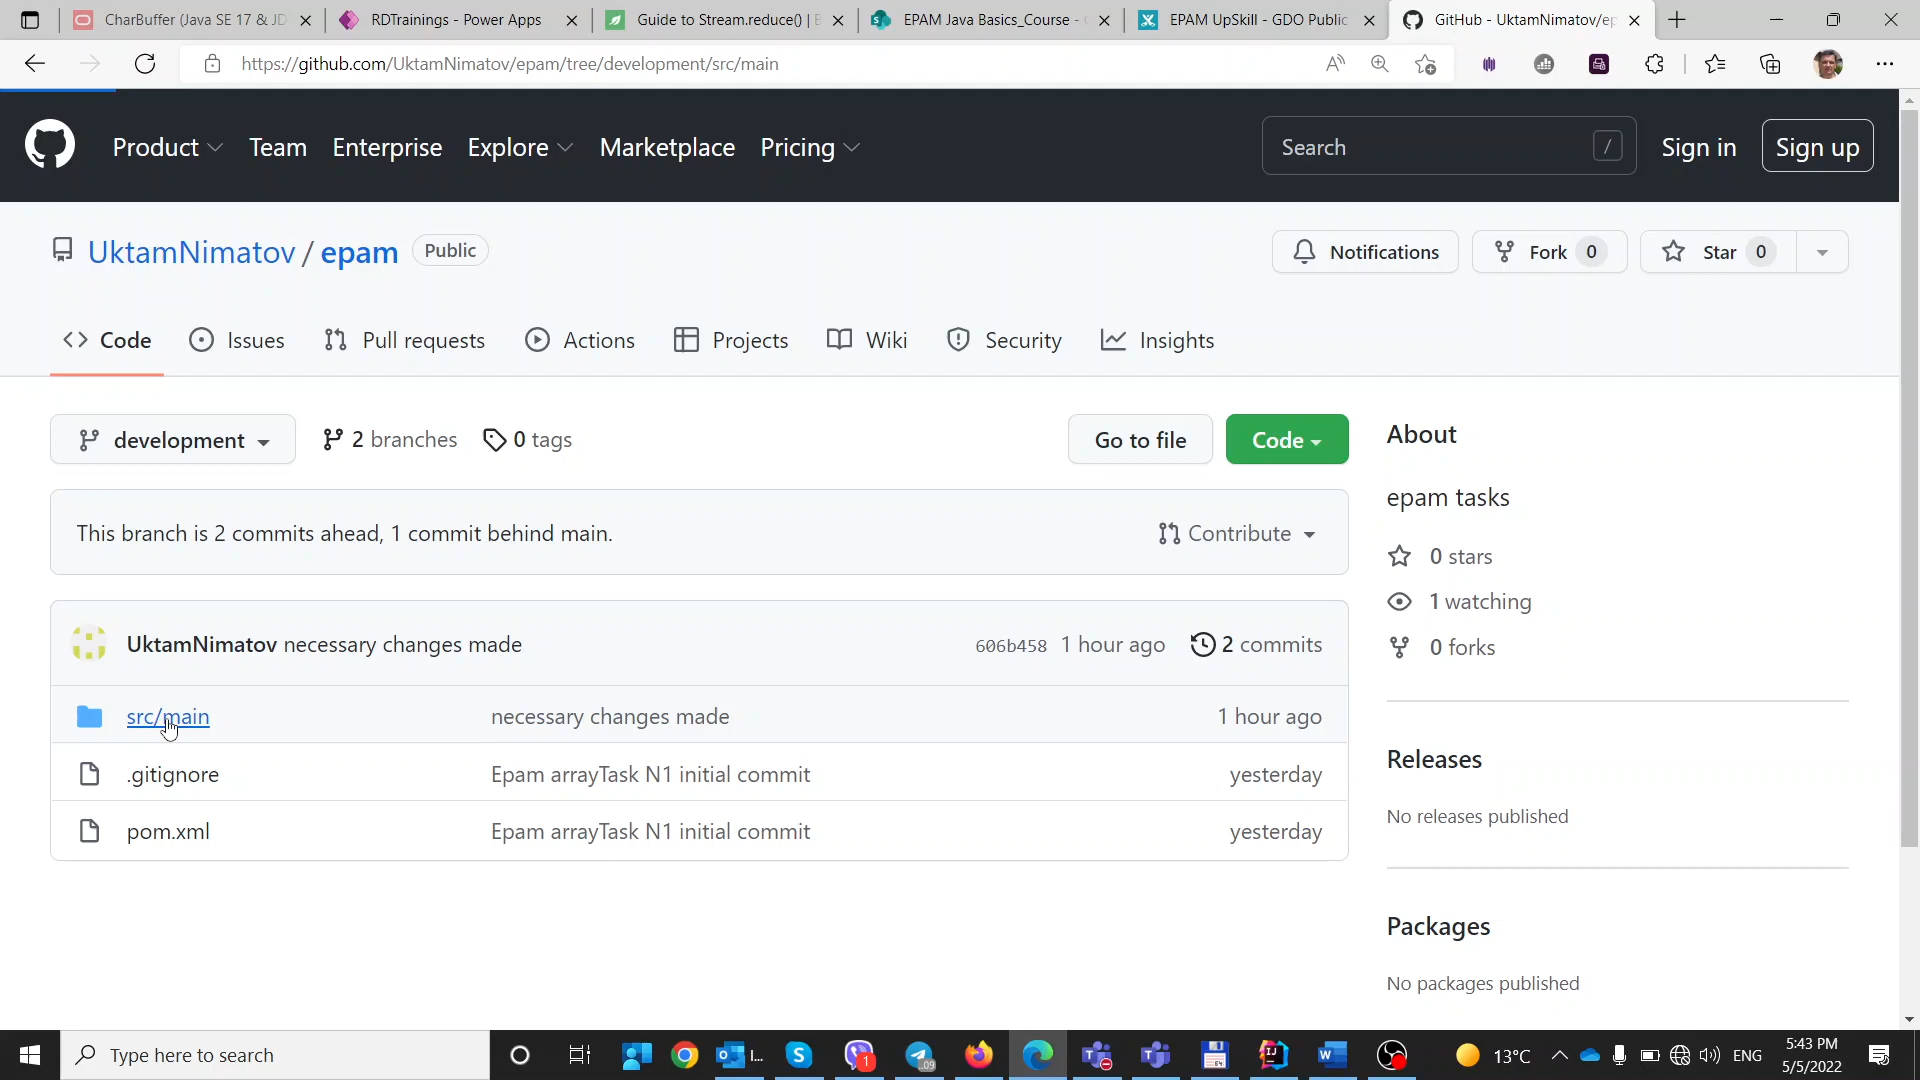 CharBuffer (Java SE 17 & JD
RDTrainings - Power Apps
Guide to Stream.reduce() | B
EPAM Java Basics_Course -
EPAM UpSkill - GDO Public
GitHub - UktamNimatov/ep
https://github.com/UktamNimatov/epam/tree/development/src/main
Product Team Enterprise Explore Marketplace Pricing
Search /
Sign in
Sign up
UktamNimatov / epam Public
Notifications
Fork 0
Star 0
Code Issues Pull requests Actions Projects Wiki Security Insights
development
2 branches
0 tags
Go to file
Code
About
epam tasks
This branch is 2 commits ahead, 1 commit behind main.
Contribute
0 stars
1 watching
0 forks
UktamNimatov necessary changes made 606b458 1 hour ago 2 commits
src/main necessary changes made 1 hour ago
.gitignore Epam arrayTask N1 initial commit yesterday
pom.xml Epam arrayTask N1 initial commit yesterday
Releases
No releases published
Packages
No packages published
Type here to search
I...
1
.09
13°C
ENG
5:43 PM
5/5/2022